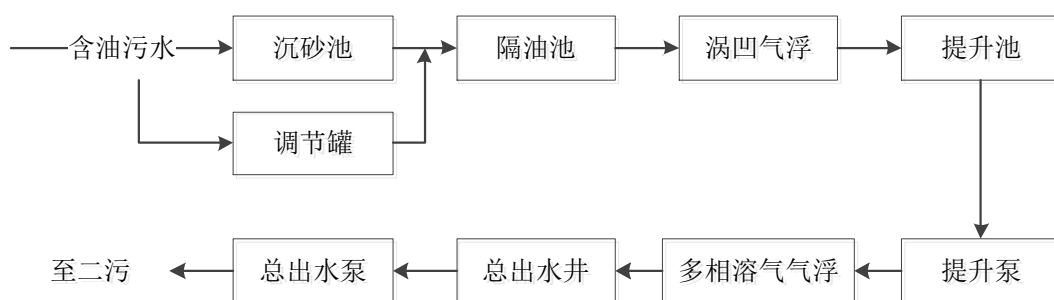 含油污水
沉砂池
隔油池
涡凹气浮
提升池
调节罐
至二污
总出水泵
总出水井
多相溶气气浮
提升泵